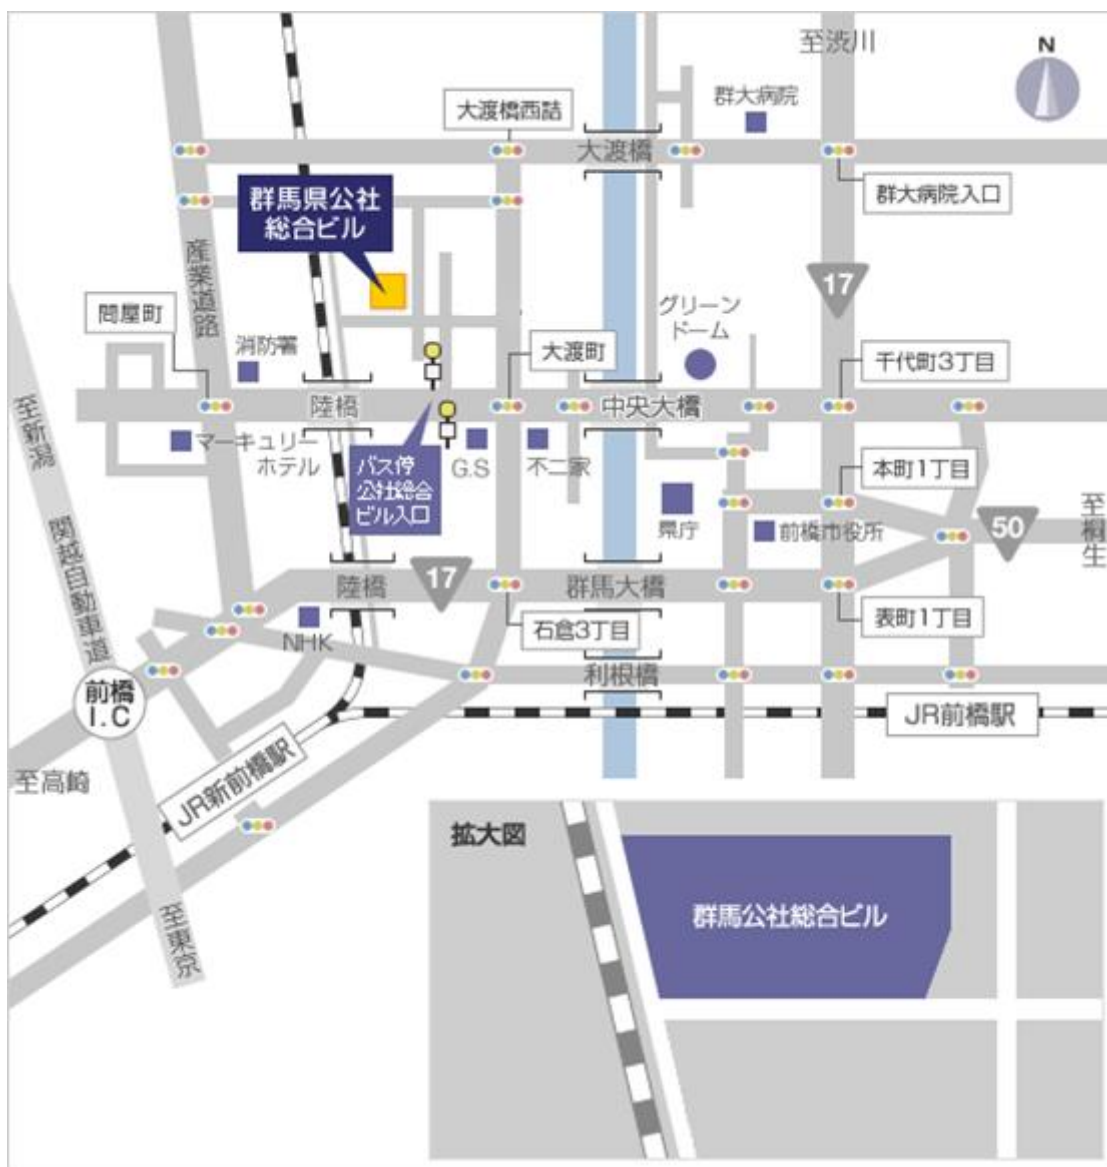 至渋川
N
大渡橋西詰
群大病院
大渡橋
群馬県公社
総合ビル
群大病院入口
産業道路
17
問屋町
消防署
グリーン
ドーム
大渡町
千代町3丁目
陸橋
中央大橋
至新潟
マーキュリー
ホテル
バス停
公社総合
ビル入口
G.S
不二家
本町1丁目
県庁
前橋市役所
50
至桐生
関越自動車道
陸橋
17
群馬大橋
NHK
石倉3丁目
表町1丁目
利根橋
前橋
I.C
JR前橋駅
至高崎
JR新前橋駅
至東京
拡大図
群馬公社総合ビル